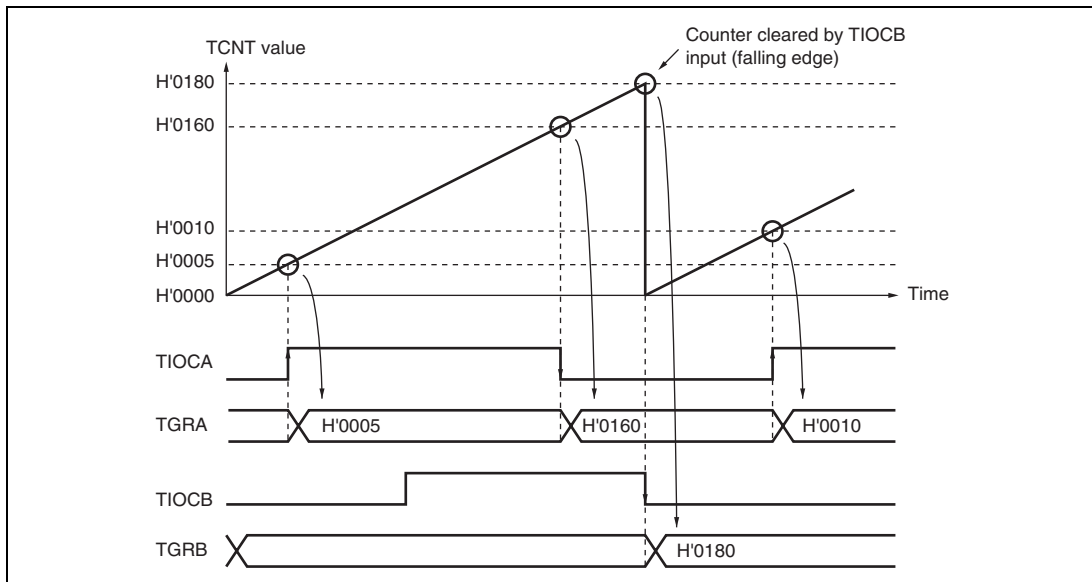 Counter cleared by TIOCB
input (falling edge)
TCNT value
H'0180
H'0160
H'0010
H'0005
H'0000
Time
TIOCA
TGRA
H'0005
H'0160
H'0010
TIOCB
TGRB
H'0180